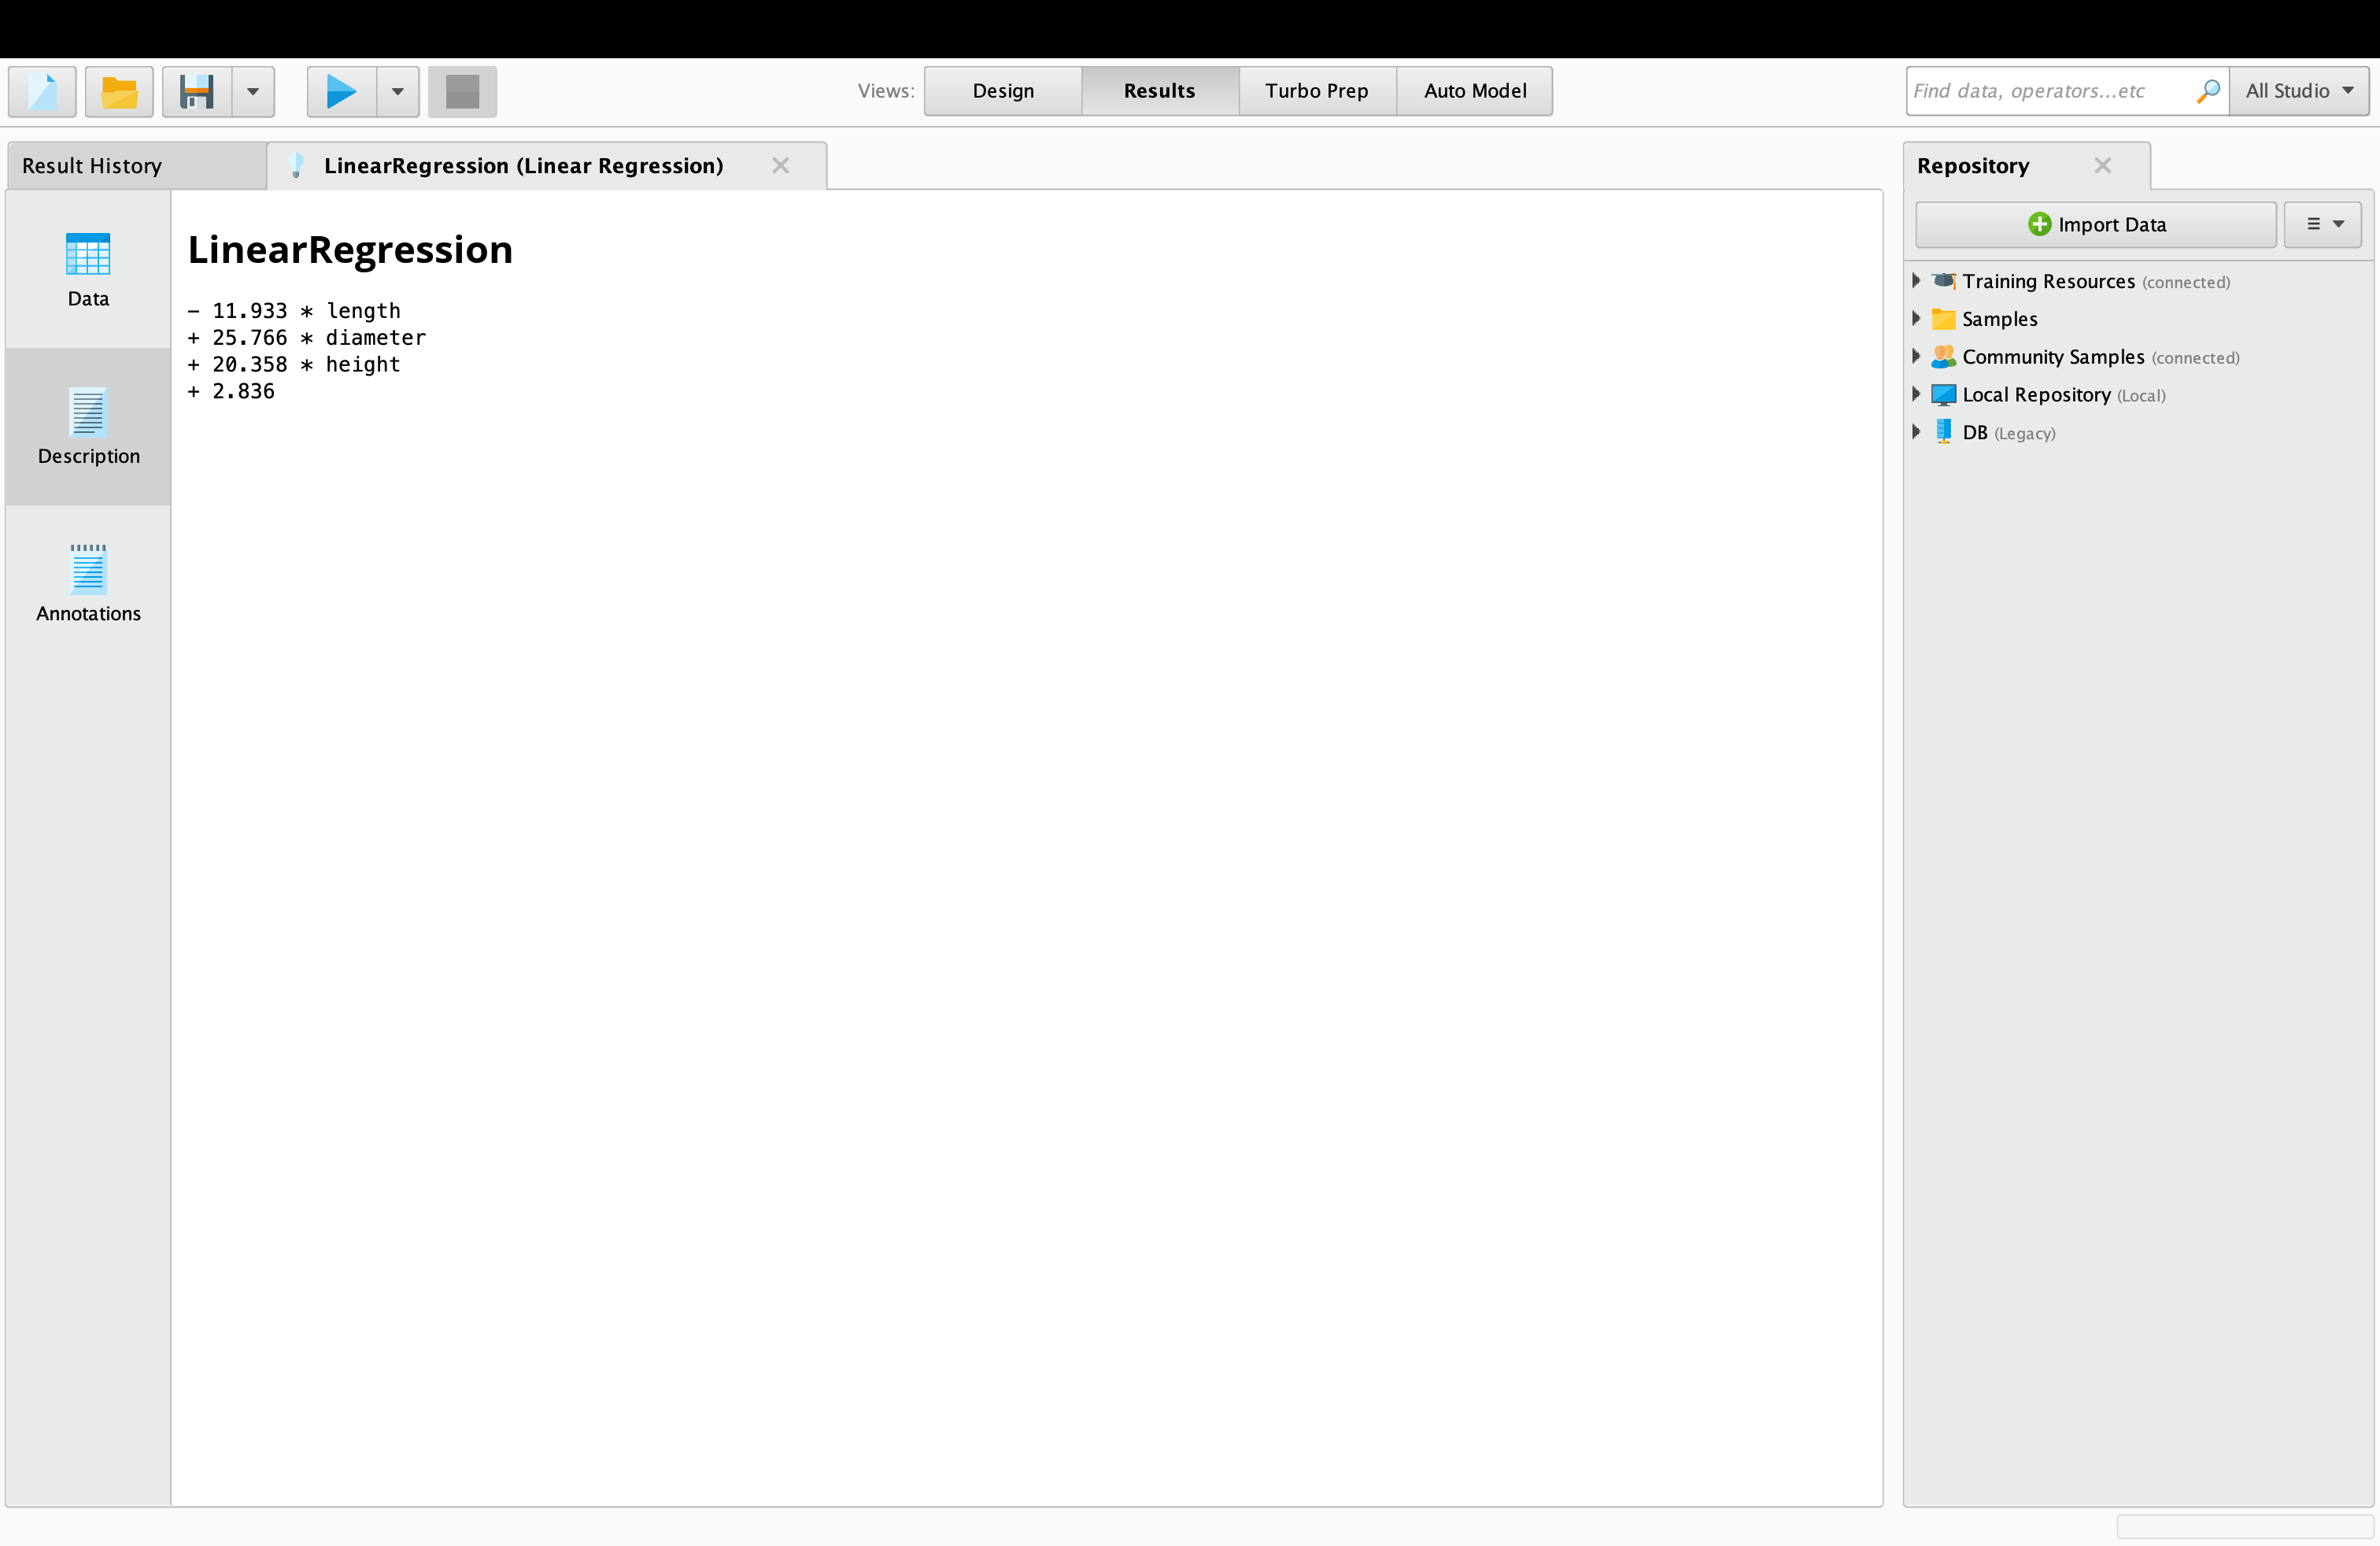 Views:
Design
Results
Turbo Prep
Auto Model
Find data, operators...etc
All Studio
Result History
LinearRegression (Linear Regression)
Repository
Import Data
Data
Description
Annotations
LinearRegression
- 11.933 * length
+ 25.766 * diameter
+ 20.358 * height
+ 2.836
Training Resources (connected)
Samples
Community Samples (connected)
Local Repository (Local)
DB (Legacy)